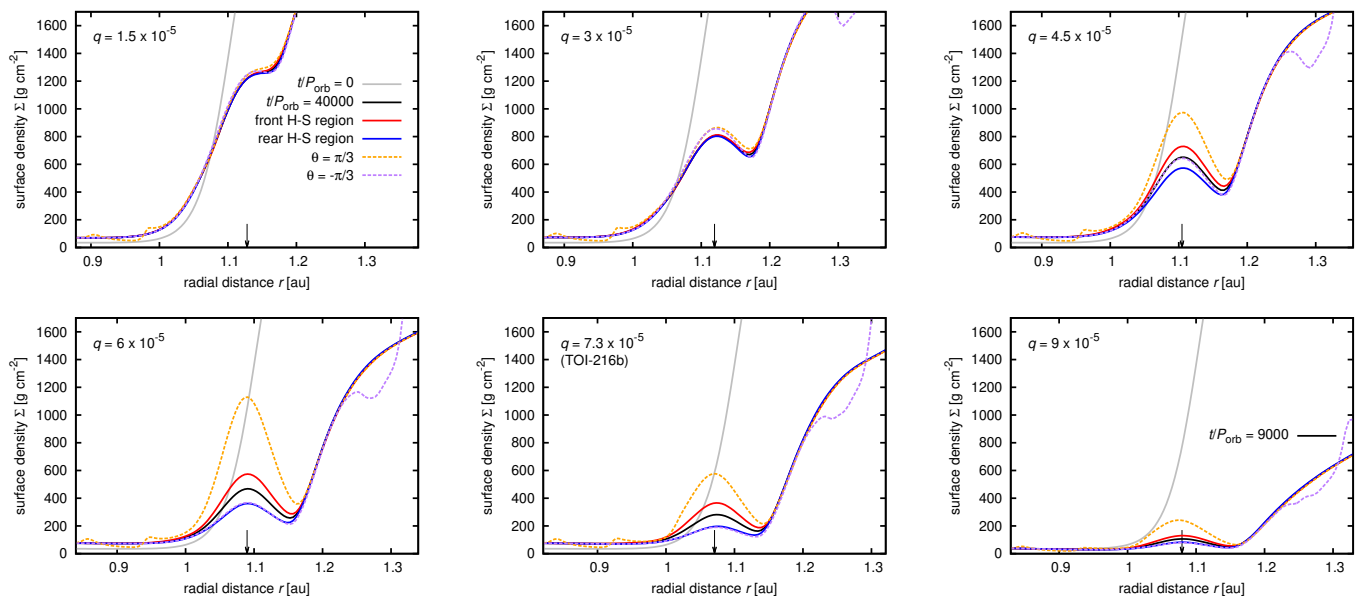 surface density Σ [g cm⁻²]
1600
1400
1200
1000
800
600
400
200
0
q = 1.5 x 10⁻⁵
t/P_orb = 0
t/P_orb = 40000
front H-S region
rear H-S region
θ = π/3
θ = -π/3
0.9 1 1.1 1.2 1.3
radial distance r [au]
surface density Σ [g cm⁻²]
1600
1400
1200
1000
800
600
400
200
0
q = 3 x 10⁻⁵
0.9 1 1.1 1.2 1.3
radial distance r [au]
surface density Σ [g cm⁻²]
1600
1400
1200
1000
800
600
400
200
0
q = 4.5 x 10⁻⁵
0.9 1 1.1 1.2 1.3
radial distance r [au]
surface density Σ [g cm⁻²]
1600
1400
1200
1000
800
600
400
200
0
q = 6 x 10⁻⁵
0.9 1 1.1 1.2 1.3
radial distance r [au]
surface density Σ [g cm⁻²]
1600
1400
1200
1000
800
600
400
200
0
q = 7.3 x 10⁻⁵
(TOI-216b)
0.9 1 1.1 1.2 1.3
radial distance r [au]
surface density Σ [g cm⁻²]
1600
1400
1200
1000
800
600
400
200
0
q = 9 x 10⁻⁵
t/P_orb = 9000
0.9 1 1.1 1.2 1.3
radial distance r [au]